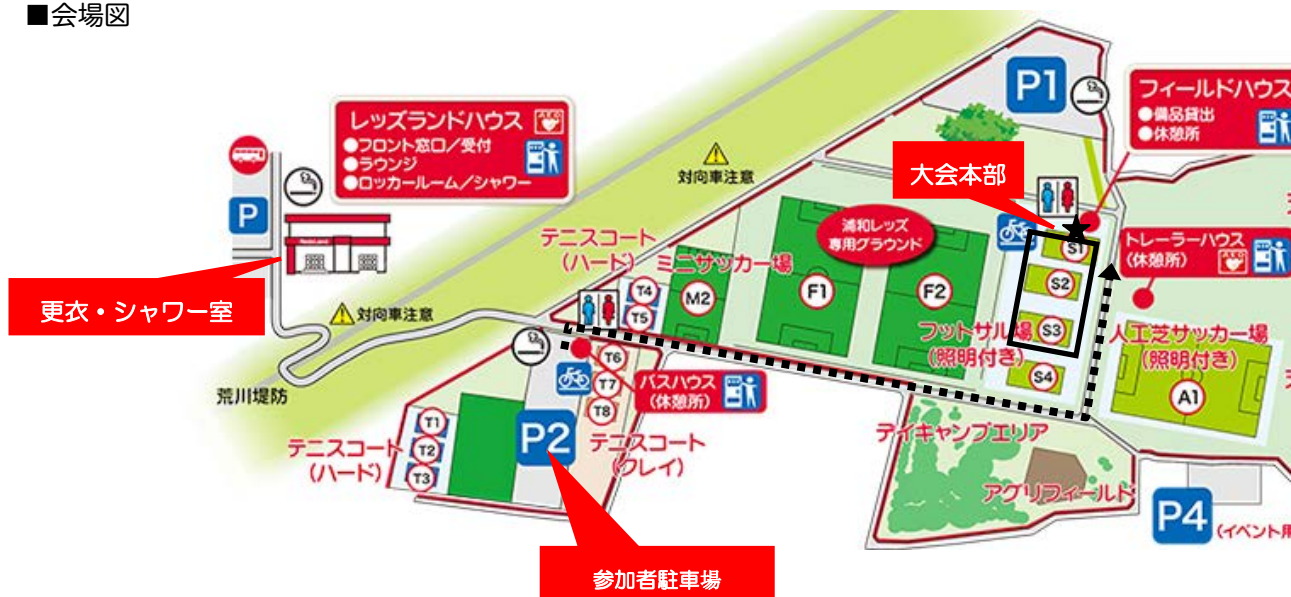 ■会場図
レッズランドハウス
AED
●フロント窓口/受付
●ラウンジ
●ロッカールーム/シャワー
P
更衣・シャワー室
対向車注意
荒川堤防
対向車注意
P1
フィールドハウス
●備品貸出
●休憩所
大会本部
浦和レッズ
専用グラウンド
トレーラーハウス
(休憩所)
AED
テニスコート
(ハード)
ミニサッカー場
T4
T5
M2
F1
F2
S1
S2
S3
S4
フットサル場
(照明付き)
人工芝サッカー場
(照明付き)
A1
T6
T7
T8
バスハウス
(休憩所)
テニスコート
(クレイ)
P2
テニスコート
(ハード)
T1
T2
T3
デイキャンプエリア
アグリフィールド
P4
(イベント用
参加者駐車場